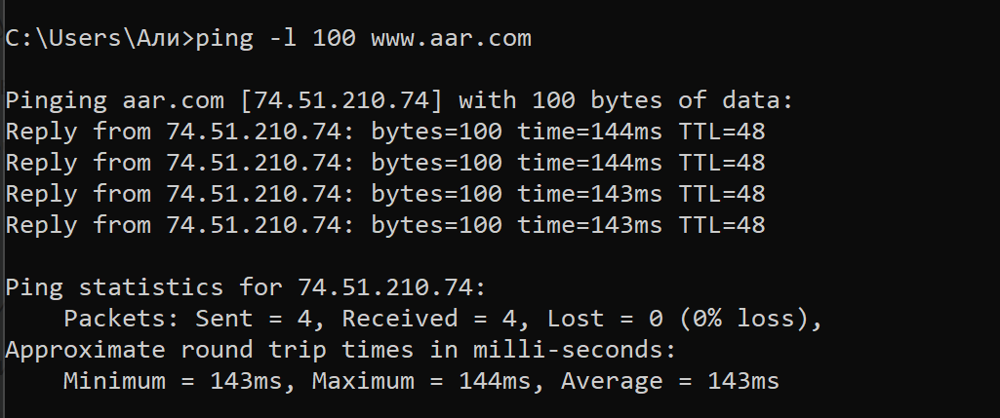 C:\Users\Али>ping -l 100 www.aar.com
Pinging aar.com [74.51.210.74] with 100 bytes of data:
Reply from 74.51.210.74: bytes=100 time=144ms TTL=48
Reply from 74.51.210.74: bytes=100 time=144ms TTL=48
Reply from 74.51.210.74: bytes=100 time=143ms TTL=48
Reply from 74.51.210.74: bytes=100 time=143ms TTL=48
Ping statistics for 74.51.210.74:
Packets: Sent = 4, Received = 4, Lost = 0 (0% loss),
Approximate round trip times in milli-seconds:
Minimum = 143ms, Maximum = 144ms, Average = 143ms